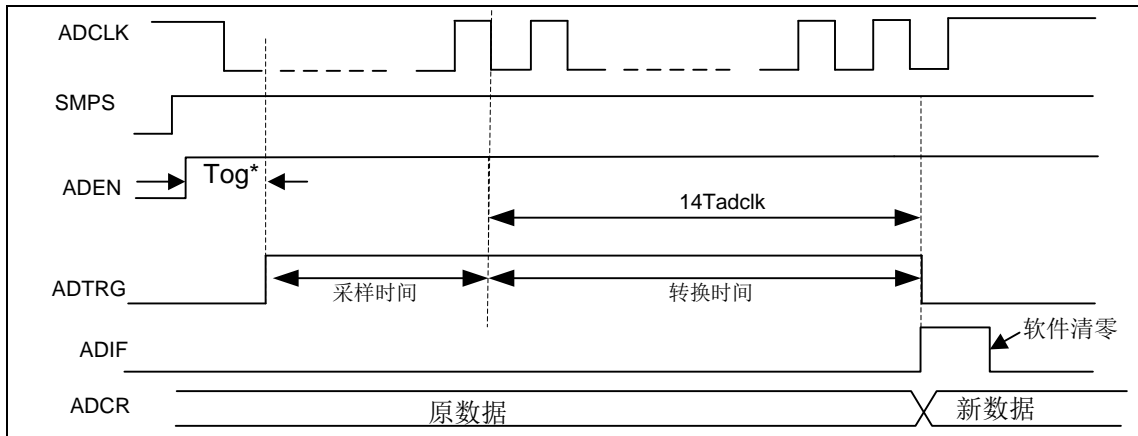 ADCLK
SMPS
ADEN
Tog*
14Tadclk
ADTRG
采样时间
转换时间
ADIF
软件清零
ADCR
原数据
新数据